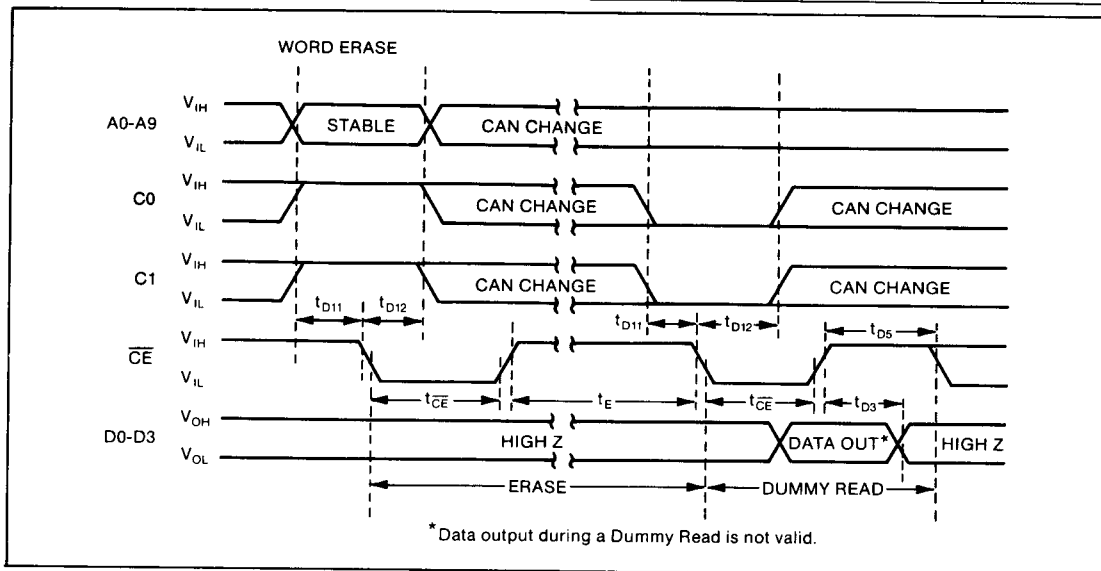 WORD ERASE
A0-A9
VIH
VIL
STABLE
CAN CHANGE
C0
VIH
VIL
CAN CHANGE
CAN CHANGE
C1
VIH
VIL
CAN CHANGE
CAN CHANGE
tD11
tD12
tD11
tD12
tD5
CE
VIH
VIL
tCE
tE
tCE
tD3
D0-D3
VOH
VOL
HIGH Z
DATA OUT*
HIGH Z
ERASE
DUMMY READ
*Data output during a Dummy Read is not valid.